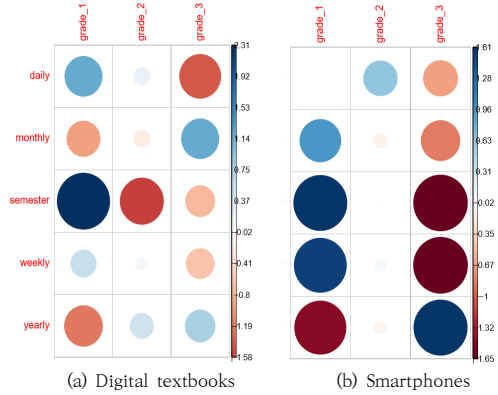 grade_1 grade_2 grade_3
daily
monthly
semester
weekly
yearly
2.31
1.92
1.53
1.14
0.75
0.37
-0.02
-0.41
-0.8
-1.19
-1.58
(a) Digital textbooks
grade_1 grade_2 grade_3
1.61
1.28
0.96
0.63
0.31
-0.02
-0.35
-0.67
-1
-1.32
-1.65
(b) Smartphones